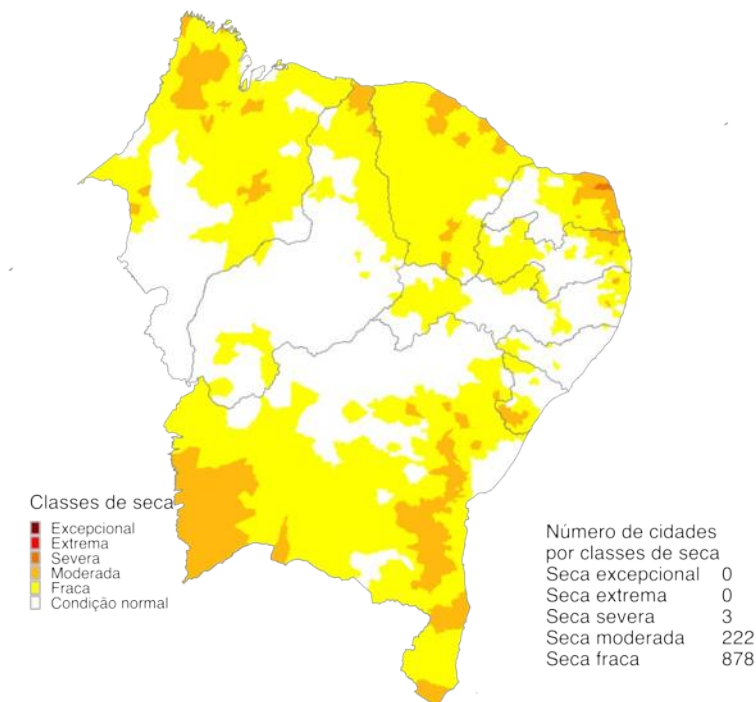 Classes de seca
Excepcional
Extrema
Severa
Moderada
Fraca
Condição normal
Número de cidades
por classes de seca
Seca excepcional 0
Seca extrema 0
Seca severa 3
Seca moderada 222
Seca fraca 878